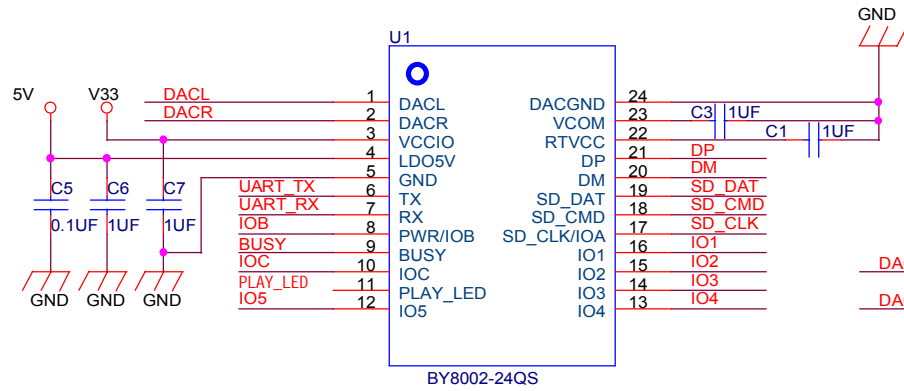 GND
U1
5V
V33
DACL
1
DACL
DACGND
24
DACR
2
DACR
VCOM
23
C3
1UF
3
VCCIO
RTVCC
22
C1
1UF
4
LDO5V
DP
21
DP
5
GND
DM
20
DM
C5
C6
C7
UART_TX
6
TX
SD_DAT
19
SD_DAT
UART_RX
7
RX
SD_CMD
18
SD_CMD
0.1UF
1UF
1UF
IOB
8
PWR/IOB
SD_CLK/IOA
17
SD_CLK
BUSY
9
BUSY
IO1
16
IO1
IOC
10
IOC
IO2
15
IO2
PLAY_LED
11
PLAY_LED
IO3
14
IO3
IO5
12
IO5
IO4
13
IO4
GND
GND
GND
BY8002-24QS